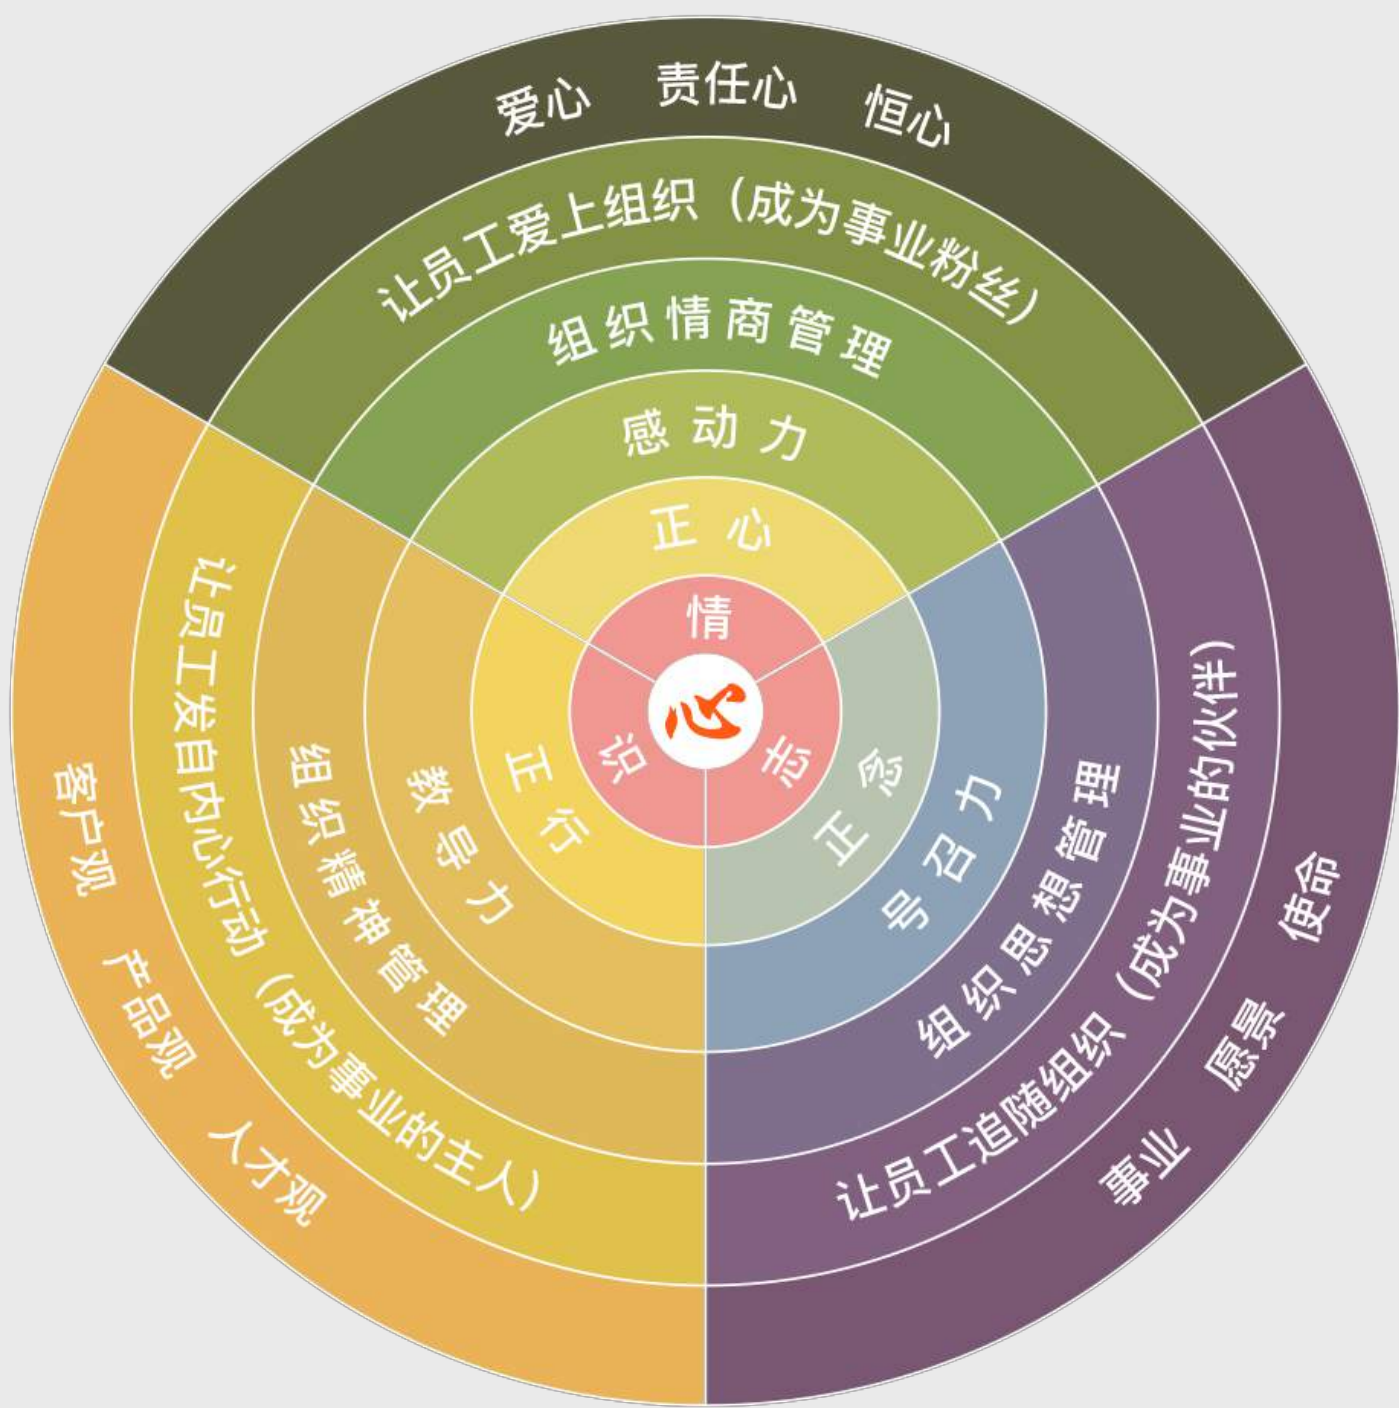 爱心 责任心 恒心
让员工爱上组织（成为事业粉丝）
组织情商管理
感动力
正心
情
心
识
正行
教导力
组织精神管理
让员工发自内心行动（成为事业的主人）
客户观 产品观 人才观
志
正念
号召力
组织思想管理
让员工追随组织（成为事业的伙伴）
事业 愿景 使命